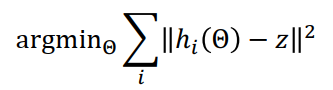 argmin_Θ ∑_i ‖h_i(Θ) − z‖²